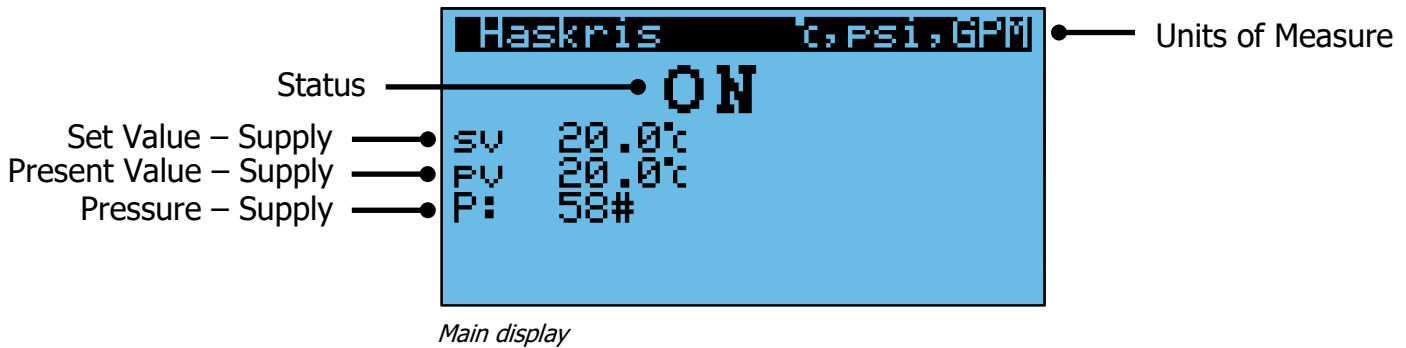 Haskris °c,psi,GPM
Units of Measure
Status
ON
Set Value – Supply
sv 20.0°c
Present Value – Supply
pv 20.0°c
Pressure – Supply
P: 58#
Main display